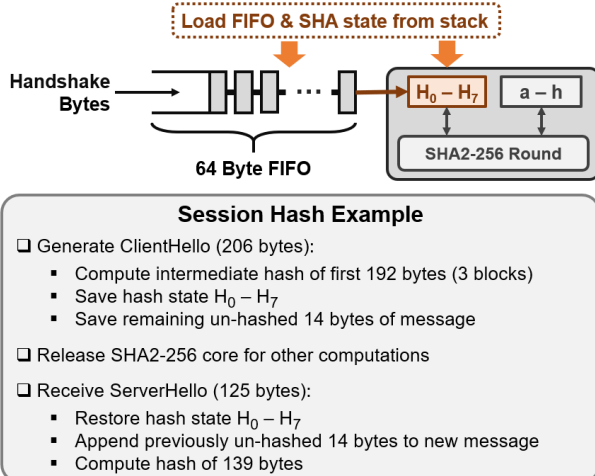 Load FIFO & SHA state from stack
Handshake
Bytes
...
H0 – H7
a – h
SHA2-256 Round
64 Byte FIFO
Session Hash Example
❑ Generate ClientHello (206 bytes):
▪ Compute intermediate hash of first 192 bytes (3 blocks)
▪ Save hash state H0 – H7
▪ Save remaining un-hashed 14 bytes of message
❑ Release SHA2-256 core for other computations
❑ Receive ServerHello (125 bytes):
▪ Restore hash state H0 – H7
▪ Append previously un-hashed 14 bytes to new message
▪ Compute hash of 139 bytes